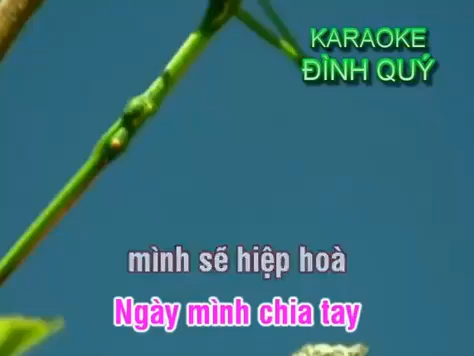 KARAOKE
ĐÌNH QUÝ
mình sẽ hiệp hoà
Ngày mình chia tay